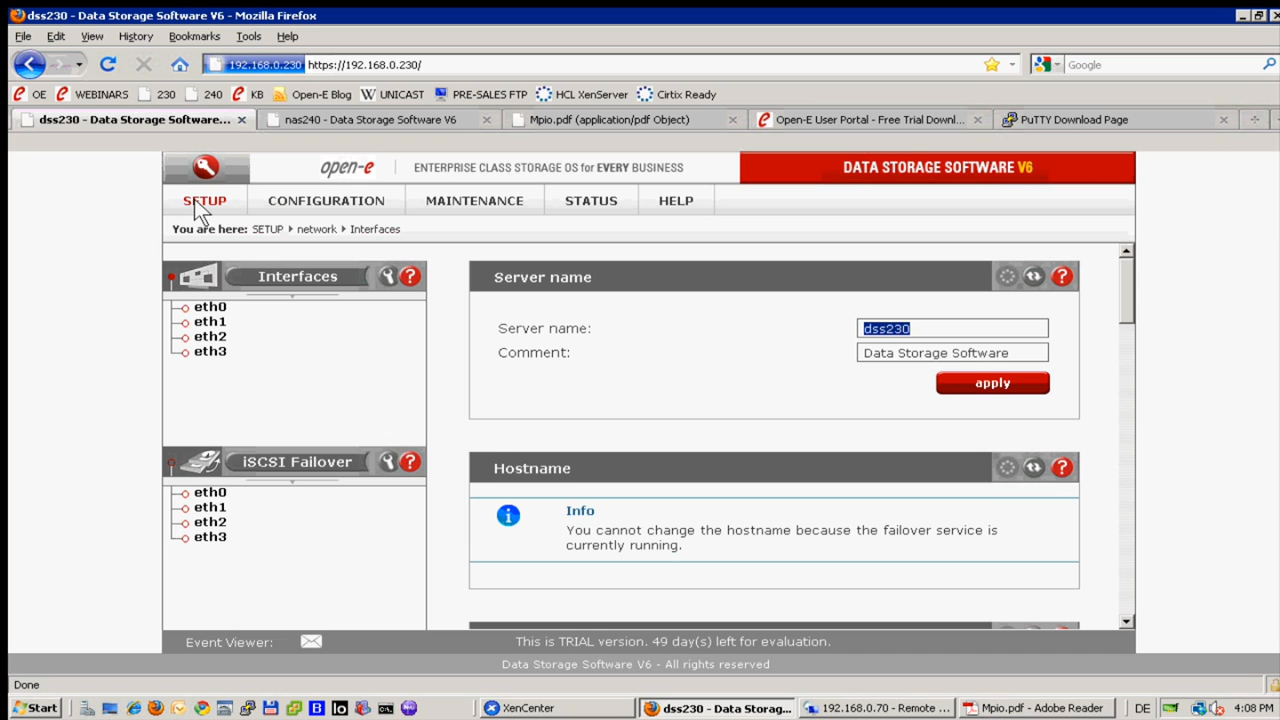 dss230 - Data Storage Software V6 - Mozilla Firefox
File Edit View History Bookmarks Tools Help
192.168.0.230 https://192.168.0.230/ Google
OE WEBINARS 230 240 KB Open-E Blog UNICAST PRE-SALES FTP HCL XenServer Cirtix Ready
dss230 - Data Storage Software... nas240 - Data Storage Software V6 Mpio.pdf (application/pdf Object) Open-E User Portal - Free Trial Downl... PuTTY Download Page
open-e ENTERPRISE CLASS STORAGE OS for EVERY BUSINESS DATA STORAGE SOFTWARE V6
SETUP CONFIGURATION MAINTENANCE STATUS HELP
You are here: SETUP network Interfaces
Interfaces
eth0
eth1
eth2
eth3
iSCSI Failover
eth0
eth1
eth2
eth3
Server name
Server name: dss230
Comment: Data Storage Software
apply
Hostname
Info
You cannot change the hostname because the failover service is
currently running.
Event Viewer: This is TRIAL version. 49 day(s) left for evaluation.
Data Storage Software V6 - All rights reserved
Done
Start XenCenter dss230 - Data Storag... 192.168.0.70 - Remote ... Mpio.pdf - Adobe Reader DE 4:08 PM